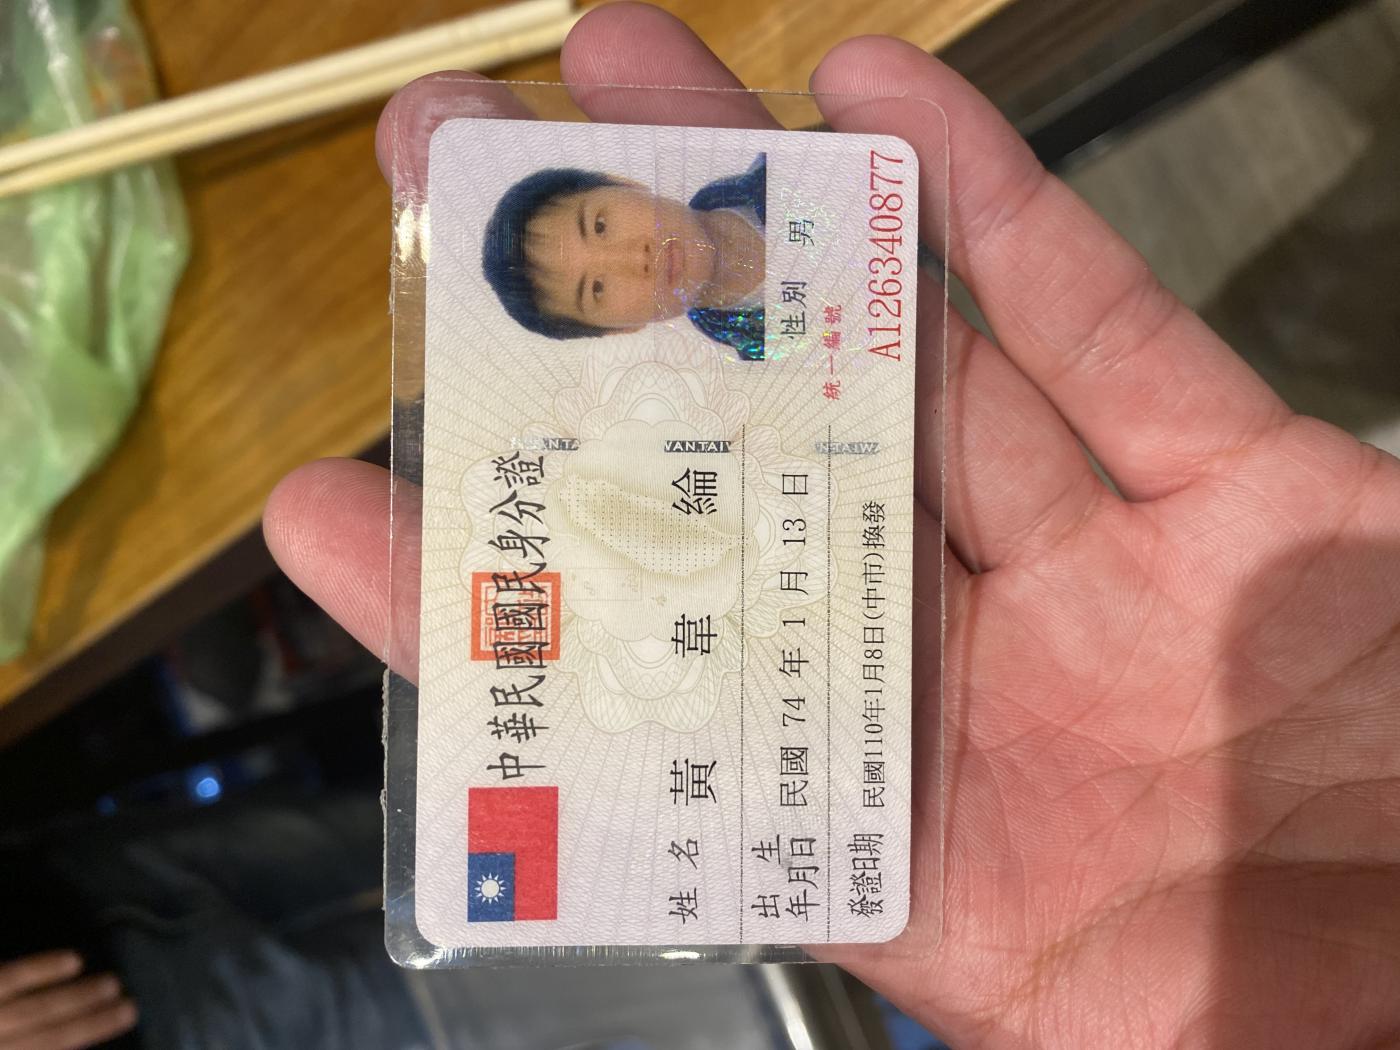 中華民國國民身分證
姓名 黃韋綸
出生年月日 民國 74 年 1 月 13 日
性別 男
發證日期 民國110年1月8日(中市)換發
統一編號
A126340877